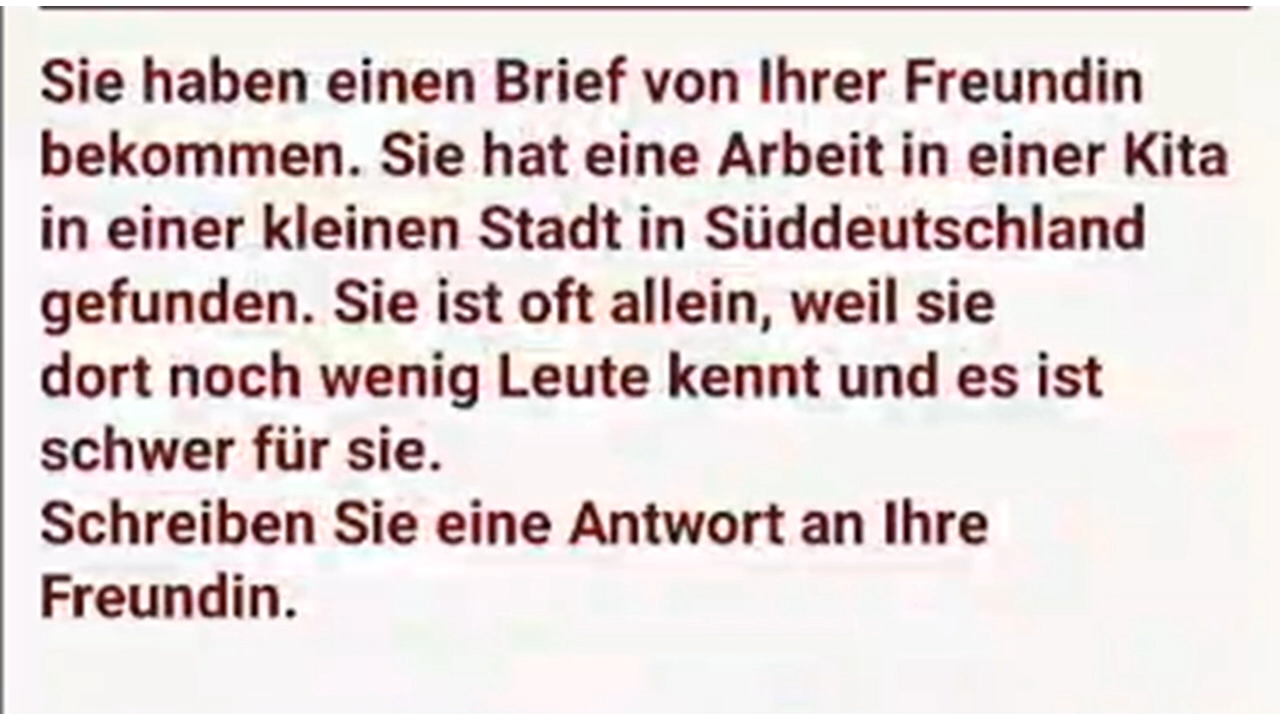 Sie haben einen Brief von Ihrer Freundin
bekommen. Sie hat eine Arbeit in einer Kita
in einer kleinen Stadt in Süddeutschland
gefunden. Sie ist oft allein, weil sie
dort noch wenig Leute kennt und es ist
schwer für sie.
Schreiben Sie eine Antwort an Ihre
Freundin.